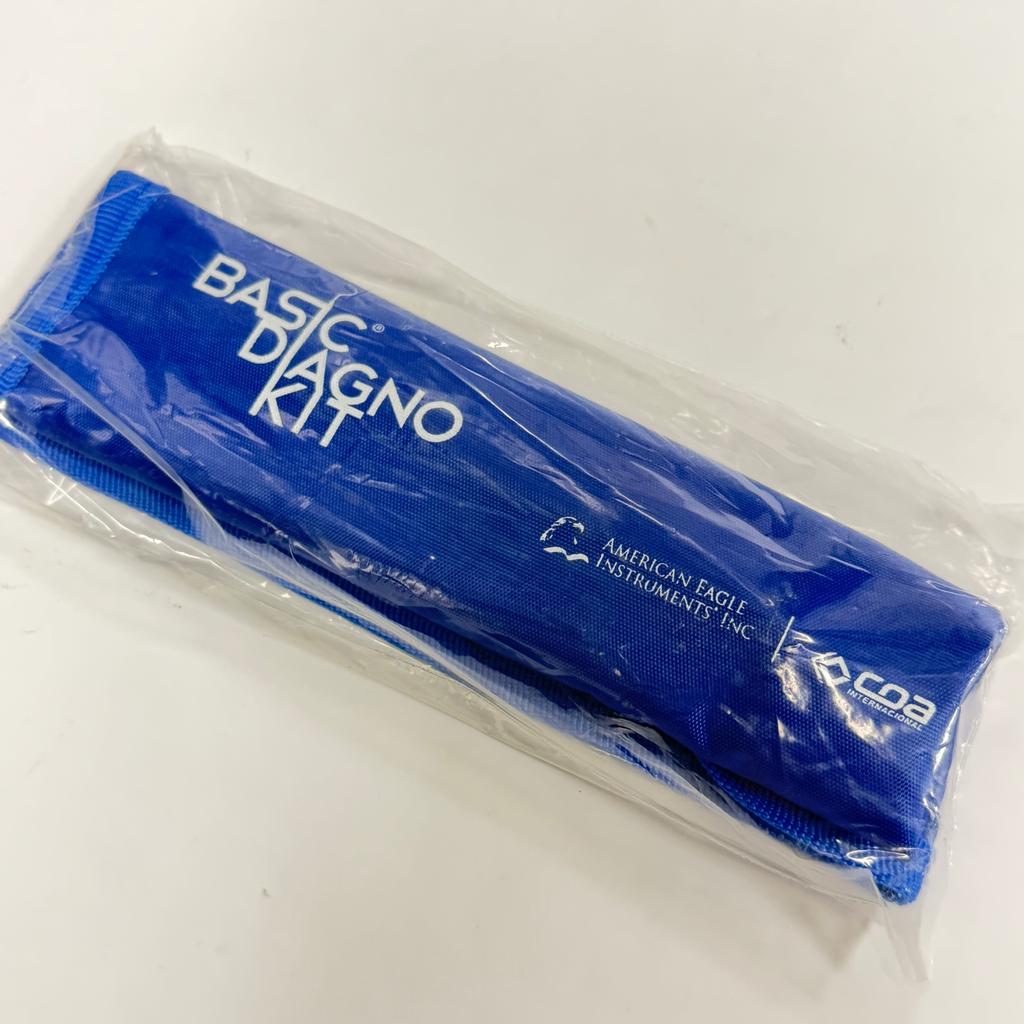 BASIC®
DIAGNO
KIT
AMERICAN EAGLE
INSTRUMENTS® INC
coa
INTERNACIONAL